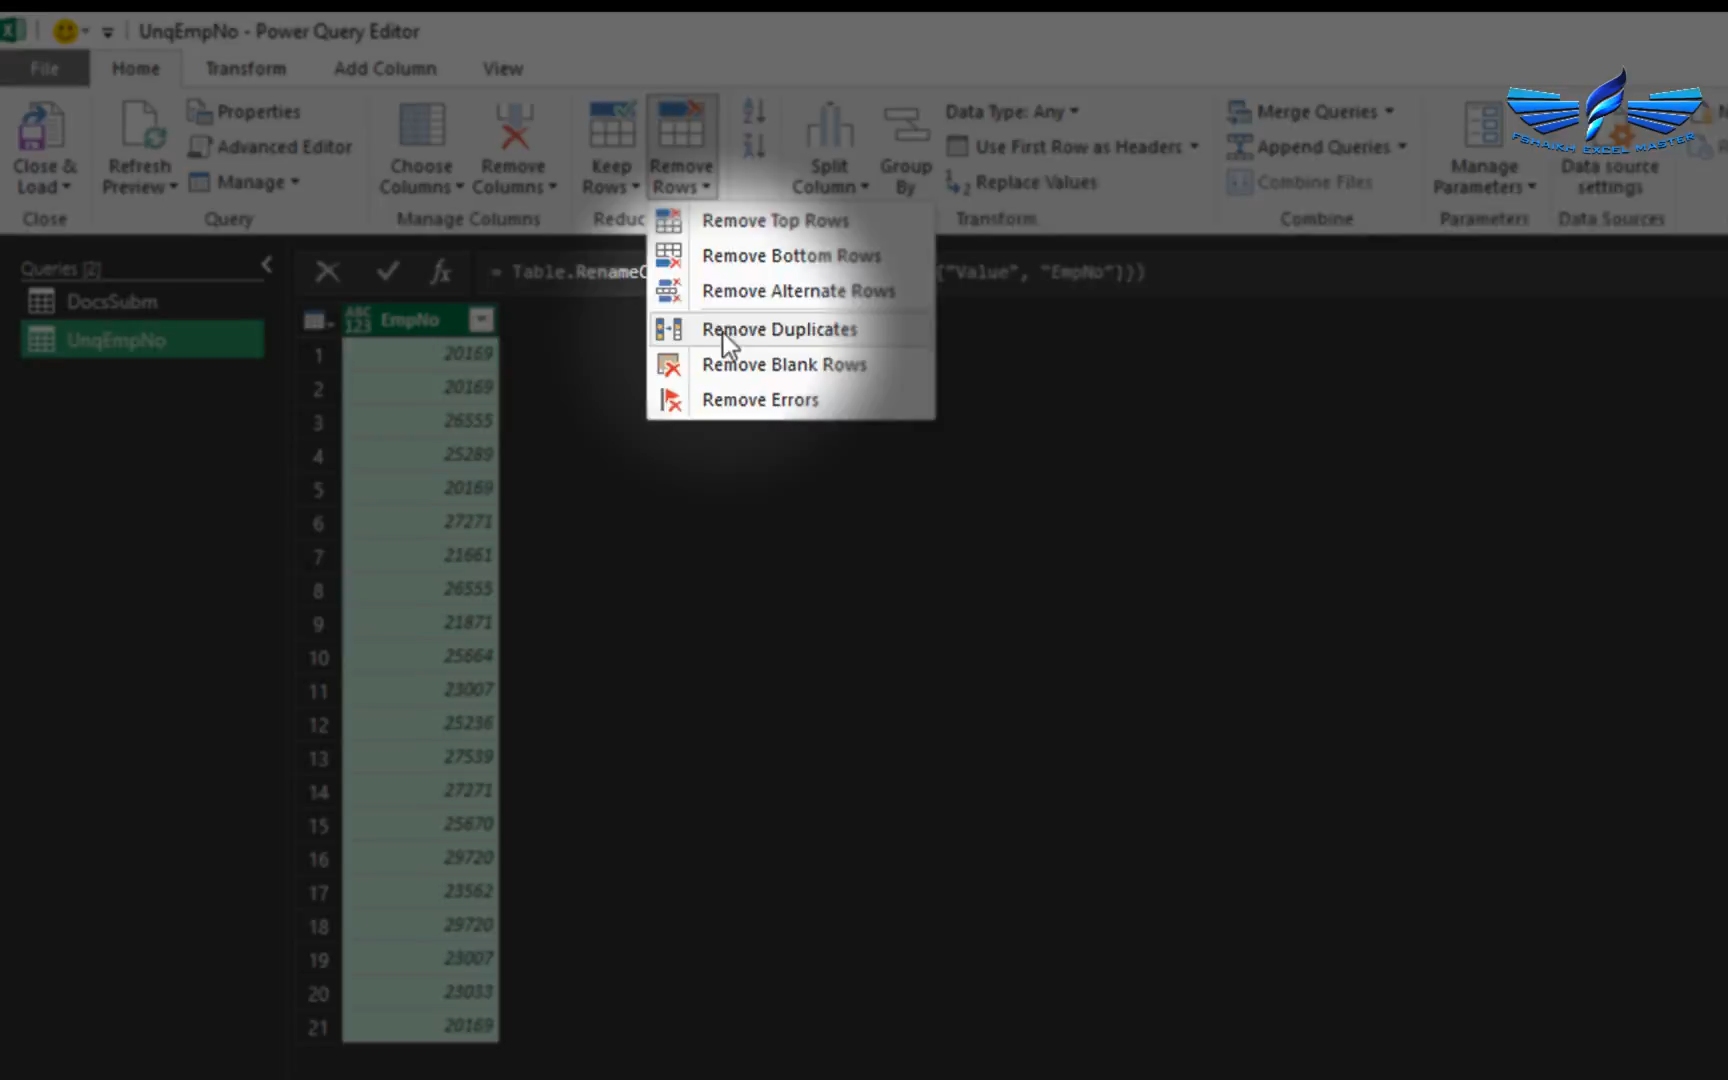 UnqEmpNo - Power Query Editor
File Home Transform Add Column View
Close & Load
Close
Refresh Preview
Properties
Advanced Editor
Manage
Query
Choose Columns
Remove Columns
Manage Columns
Keep Rows
Remove Rows
Reduc
Split Column
Group By
Data Type: Any
Use First Row as Headers
Replace Values
Transform
Merge Queries
Append Queries
Combine Files
Combine
Manage Parameters
Parameters
Data source settings
Data Sources
FSHAIKH EXCEL MASTER
Remove Top Rows
Remove Bottom Rows
Remove Alternate Rows
Remove Duplicates
Remove Blank Rows
Remove Errors
Queries [2]
DocsSubm
UnqEmpNo
fx = Table.RenameC "Value", "EmpNo"}})
ABC 123 EmpNo
1 20169
2 20169
3 26555
4 25289
5 20169
6 27271
7 21661
8 26555
9 21871
10 25664
11 23007
12 25236
13 27539
14 27271
15 25670
16 29720
17 23562
18 29720
19 23007
20 23033
21 20169